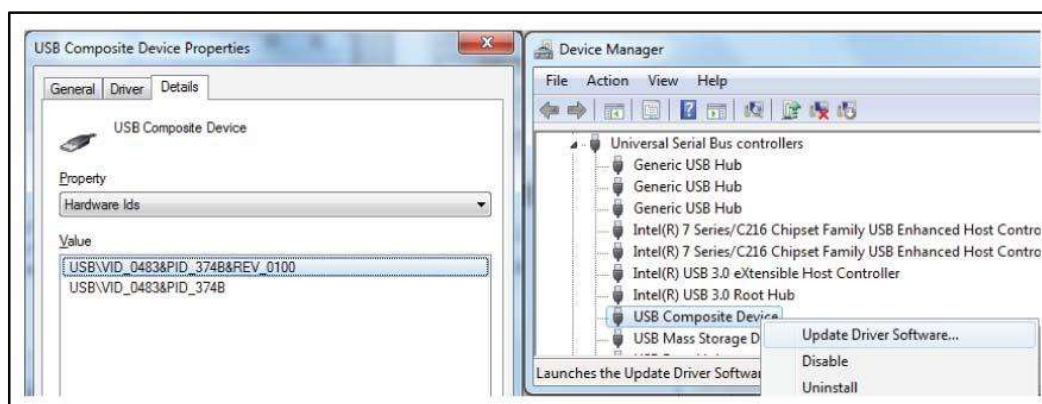 USB Composite Device Properties
General Driver Details
USB Composite Device
Property
Hardware Ids
Value
USB\VID_0483&PID_374B&REV_0100
USB\VID_0483&PID_374B
Device Manager
File Action View Help
Universal Serial Bus controllers
Generic USB Hub
Generic USB Hub
Generic USB Hub
Intel(R) 7 Series/C216 Chipset Family USB Enhanced Host Contro
Intel(R) 7 Series/C216 Chipset Family USB Enhanced Host Contro
Intel(R) USB 3.0 eXtensible Host Controller
Intel(R) USB 3.0 Root Hub
USB Composite Device
USB Mass Storage D
Launches the Update Driver Softwar
Update Driver Software...
Disable
Uninstall